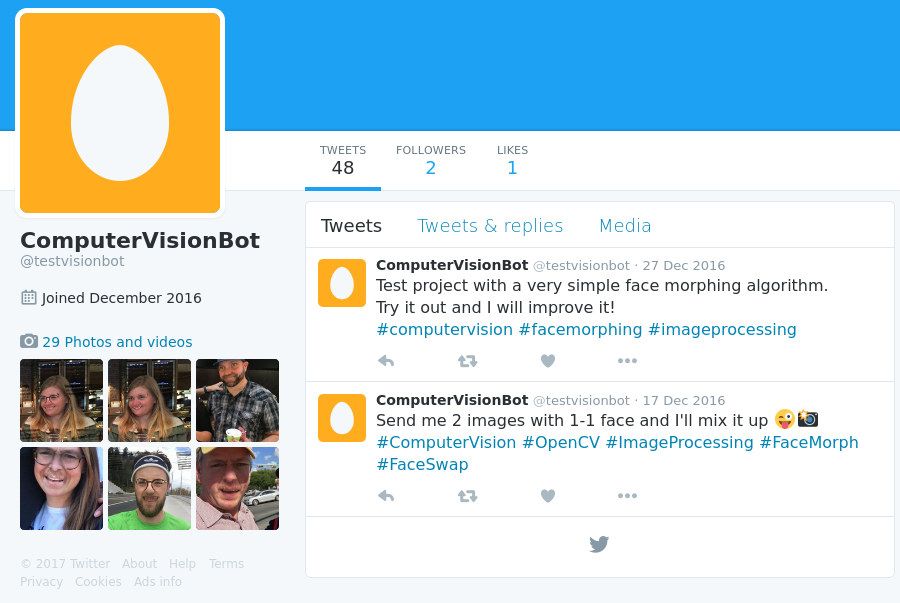 TWEETS FOLLOWERS LIKES
48 2 1
ComputerVisionBot
@testvisionbot
Joined December 2016
29 Photos and videos
© 2017 Twitter About Help Terms
Privacy Cookies Ads info
Tweets Tweets & replies Media
ComputerVisionBot @testvisionbot · 27 Dec 2016
Test project with a very simple face morphing algorithm.
Try it out and I will improve it!
#computervision #facemorphing #imageprocessing
ComputerVisionBot @testvisionbot · 17 Dec 2016
Send me 2 images with 1-1 face and I'll mix it up 😜📸
#ComputerVision #OpenCV #ImageProcessing #FaceMorph
#FaceSwap